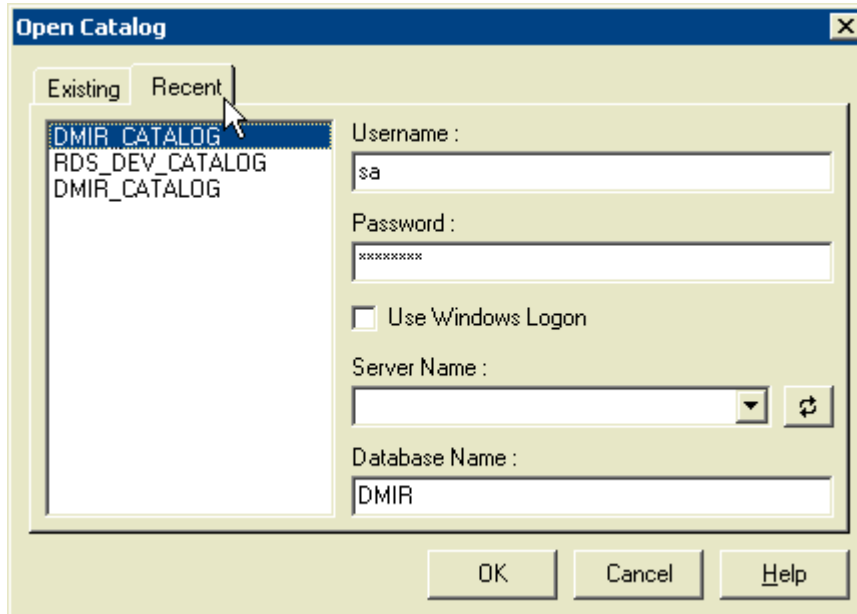 Open Catalog
Existing
Recent
DMIR_CATALOG
RDS_DEV_CATALOG
DMIR_CATALOG
Username :
sa
Password :
********
Use Windows Logon
Server Name :
Database Name :
DMIR
OK
Cancel
Help